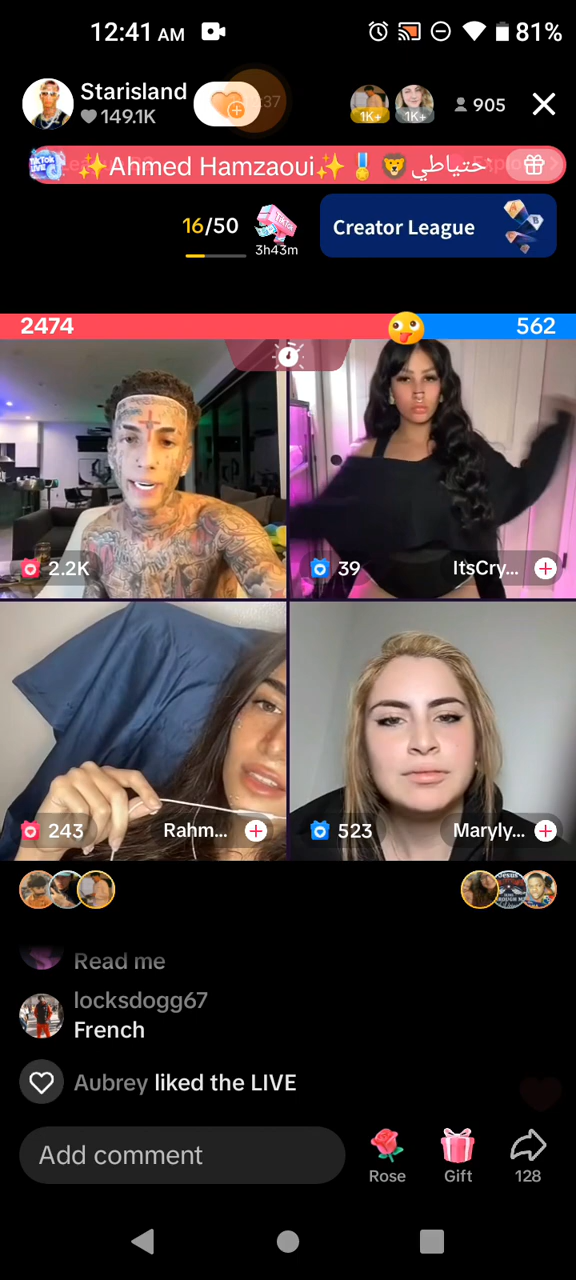 12:41 AM
81%
Starisland
149.1K
1K+
1K+
905
✨Ahmed Hamzaoui✨🏅🦁حتياطي
16/50
3h43m
Creator League
2474
562
2.2K
39
ItsCry...
243
Rahm...
523
Maryly...
Read me
locksdogg67
French
Aubrey liked the LIVE
Add comment
Rose
Gift
128